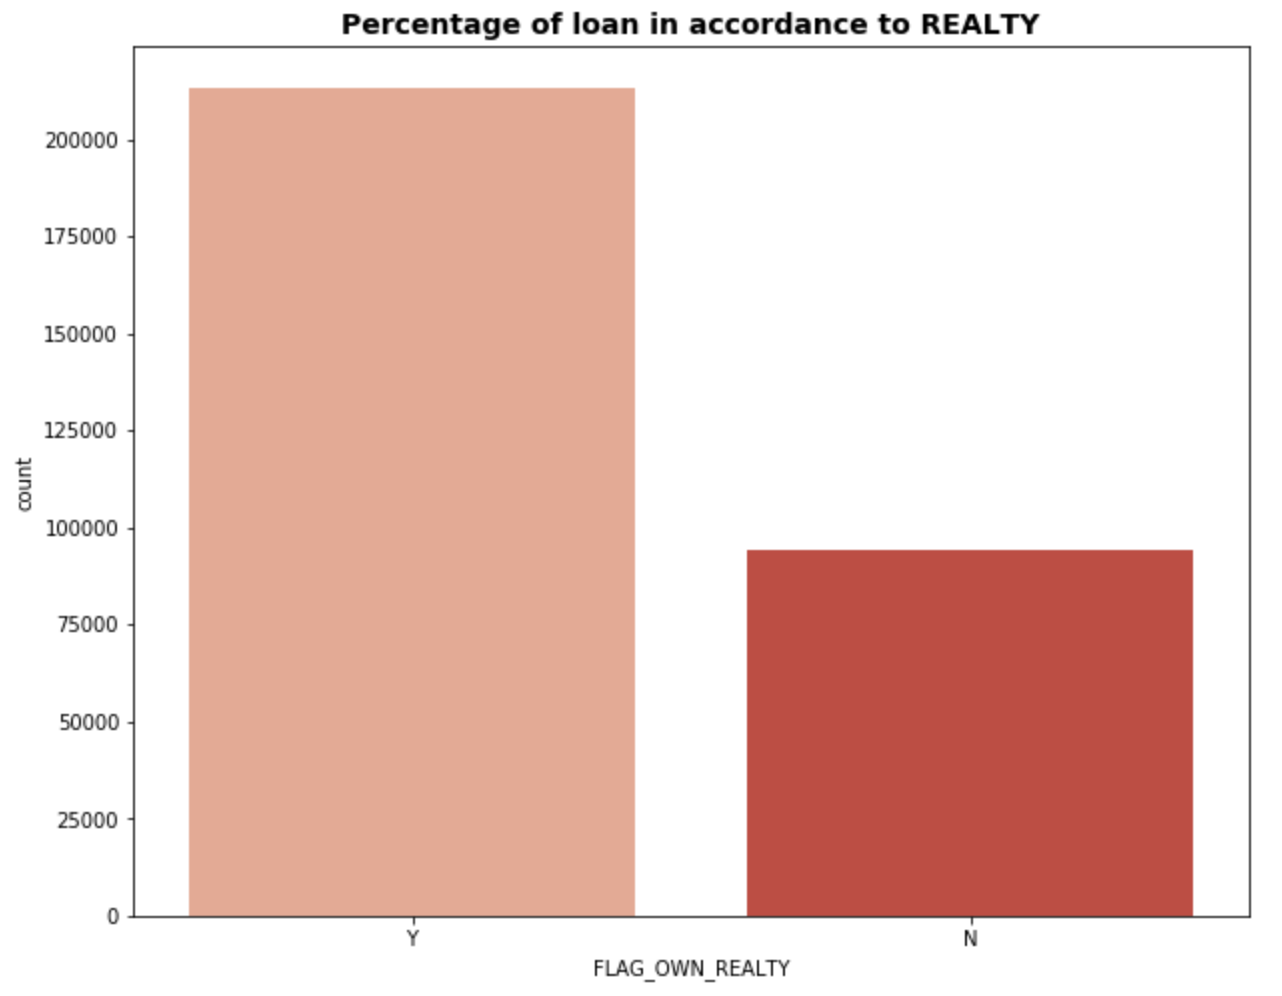 Percentage of loan in accordance to REALTY
200000
175000
150000
125000
100000
75000
50000
25000
0
count
Y
N
FLAG_OWN_REALTY